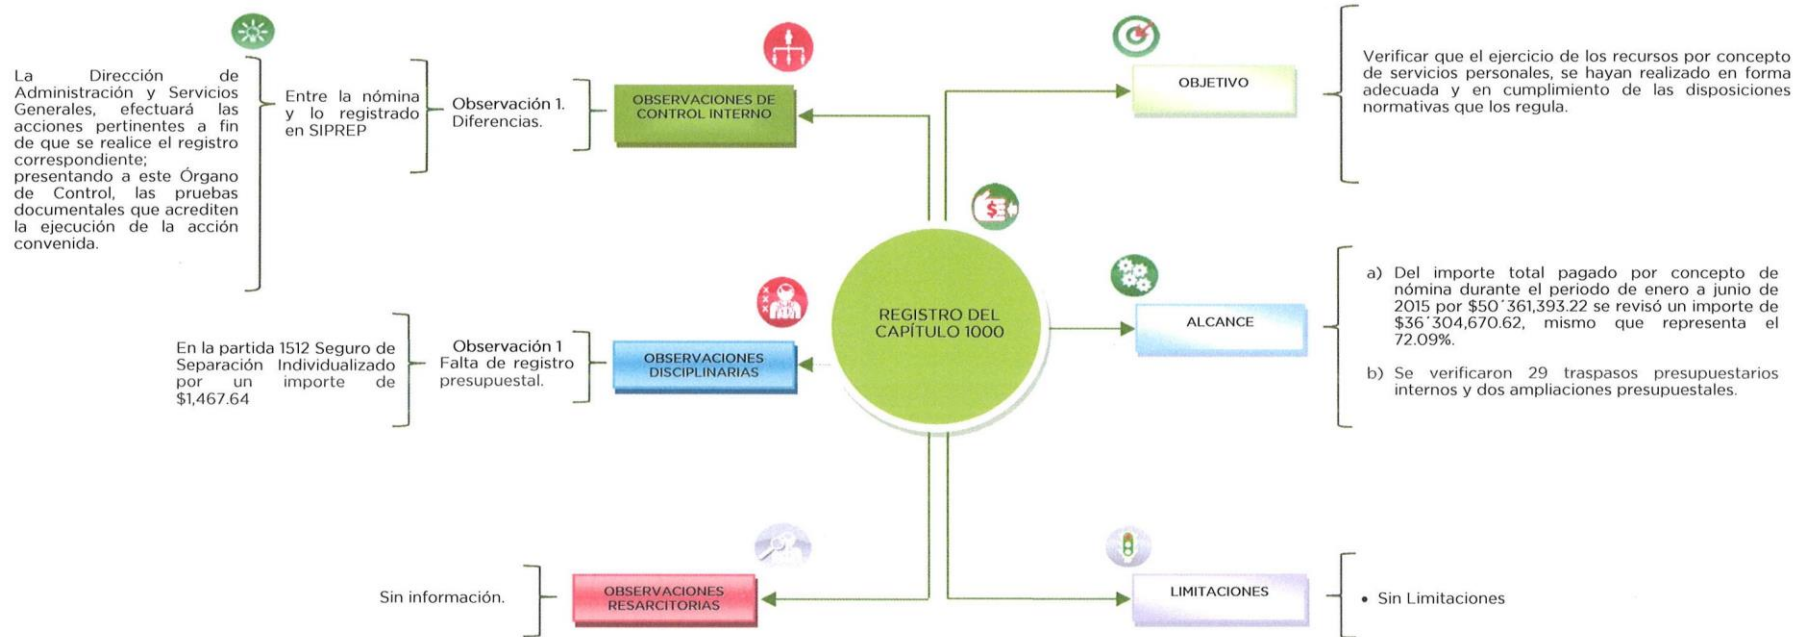 La Dirección de
Administración y Servicios
Generales, efectuará las
acciones pertinentes a fin
de que se realice el registro
correspondiente;
presentando a este Órgano
de Control, las pruebas
documentales que acrediten
la ejecución de la acción
convenida.
Entre la nómina
y lo registrado
en SIPREP
Observación 1.
Diferencias.
OBSERVACIONES DE
CONTROL INTERNO
OBJETIVO
Verificar que el ejercicio de los recursos por concepto
de servicios personales, se hayan realizado en forma
adecuada y en cumplimiento de las disposiciones
normativas que los regula.
$
REGISTRO DEL
CAPÍTULO 1000
En la partida 1512 Seguro de
Separación Individualizado
por un importe de
$1,467.64
Observación 1
Falta de registro
presupuestal.
OBSERVACIONES
DISCIPLINARIAS
ALCANCE
a) Del importe total pagado por concepto de
nómina durante el periodo de enero a junio de
2015 por $50´361,393.22 se revisó un importe de
$36´304,670.62, mismo que representa el
72.09%.
b) Se verificaron 29 traspasos presupuestarios
internos y dos ampliaciones presupuestales.
Sin información.
OBSERVACIONES
RESARCITORIAS
LIMITACIONES
• Sin Limitaciones